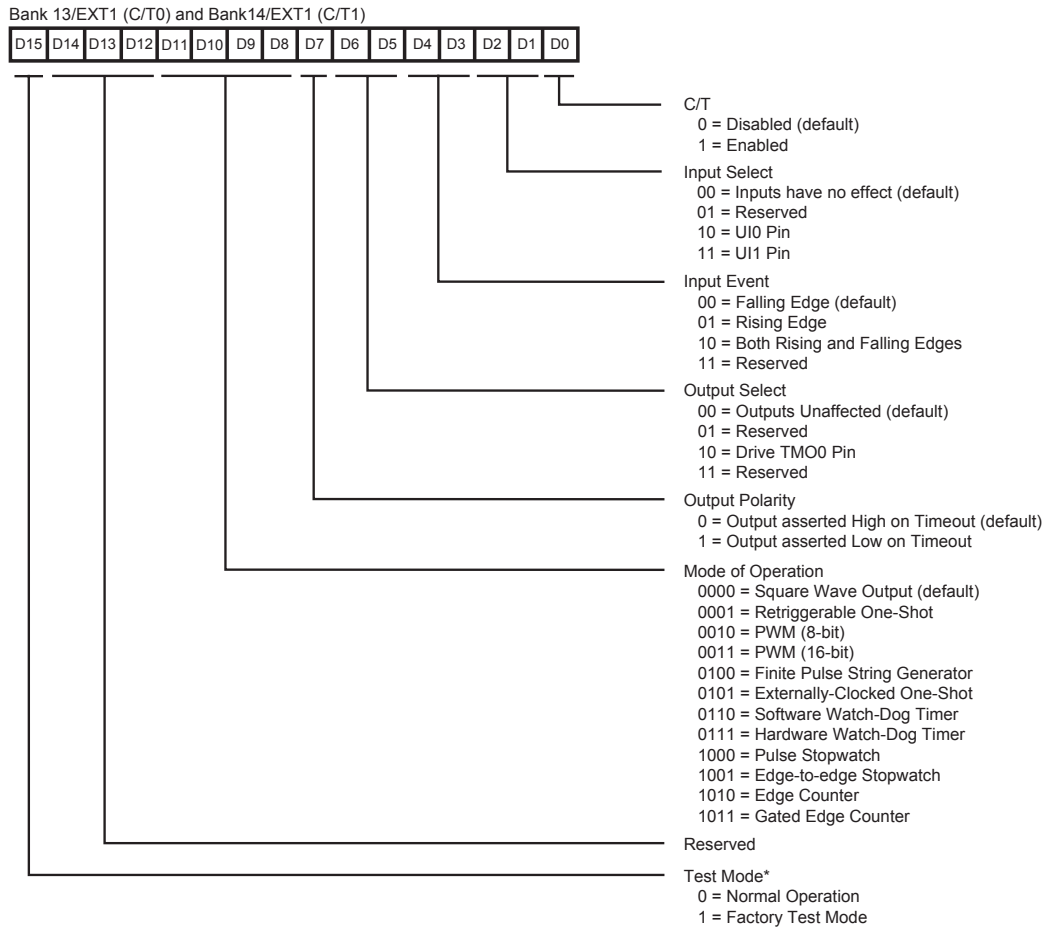 Bank 13/EXT1 (C/T0) and Bank14/EXT1 (C/T1)
D15 D14 D13 D12 D11 D10 D9 D8 D7 D6 D5 D4 D3 D2 D1 D0
C/T
0 = Disabled (default)
1 = Enabled
Input Select
00 = Inputs have no effect (default)
01 = Reserved
10 = UI0 Pin
11 = UI1 Pin
Input Event
00 = Falling Edge (default)
01 = Rising Edge
10 = Both Rising and Falling Edges
11 = Reserved
Output Select
00 = Outputs Unaffected (default)
01 = Reserved
10 = Drive TMO0 Pin
11 = Reserved
Output Polarity
0 = Output asserted High on Timeout (default)
1 = Output asserted Low on Timeout
Mode of Operation
0000 = Square Wave Output (default)
0001 = Retriggerable One-Shot
0010 = PWM (8-bit)
0011 = PWM (16-bit)
0100 = Finite Pulse String Generator
0101 = Externally-Clocked One-Shot
0110 = Software Watch-Dog Timer
0111 = Hardware Watch-Dog Timer
1000 = Pulse Stopwatch
1001 = Edge-to-edge Stopwatch
1010 = Edge Counter
1011 = Gated Edge Counter
Reserved
Test Mode*
0 = Normal Operation
1 = Factory Test Mode